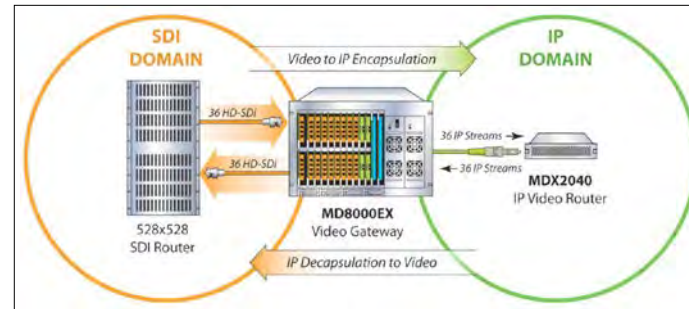 SDI
DOMAIN
Video to IP Encapsulation
IP
DOMAIN
36 HD-SDI
36 HD-SDI
528x528
SDI Router
MD8000EX
Video Gateway
36 IP Streams
36 IP Streams
MDX2040
IP Video Router
IP Decapsulation to Video